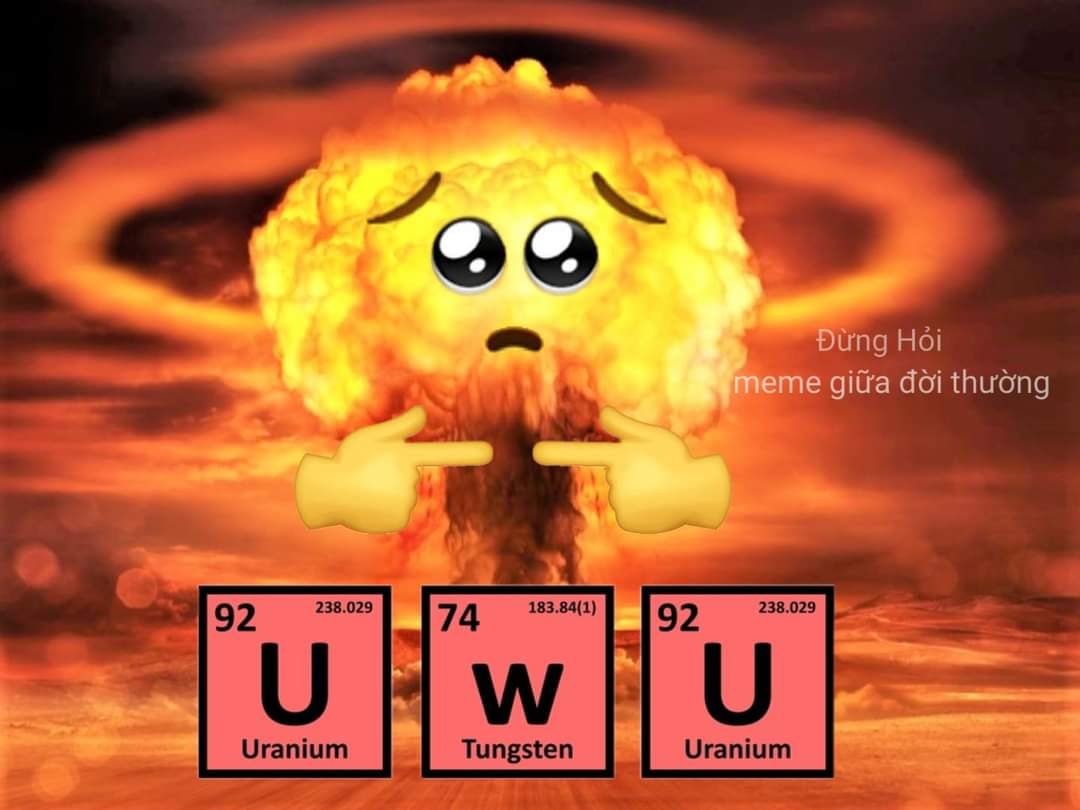 Đừng Hỏi
meme giữa đời thường
92 238.029
U
Uranium
74 183.84(1)
w
Tungsten
92 238.029
U
Uranium